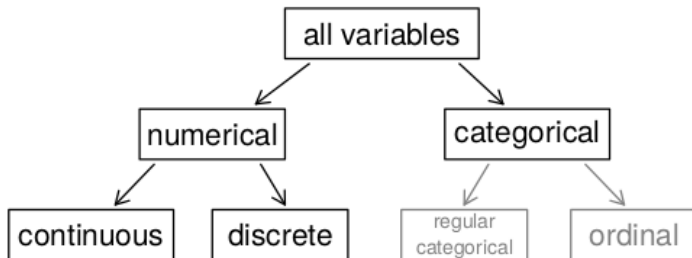 all variables
numerical
categorical
continuous
discrete
regular
categorical
ordinal